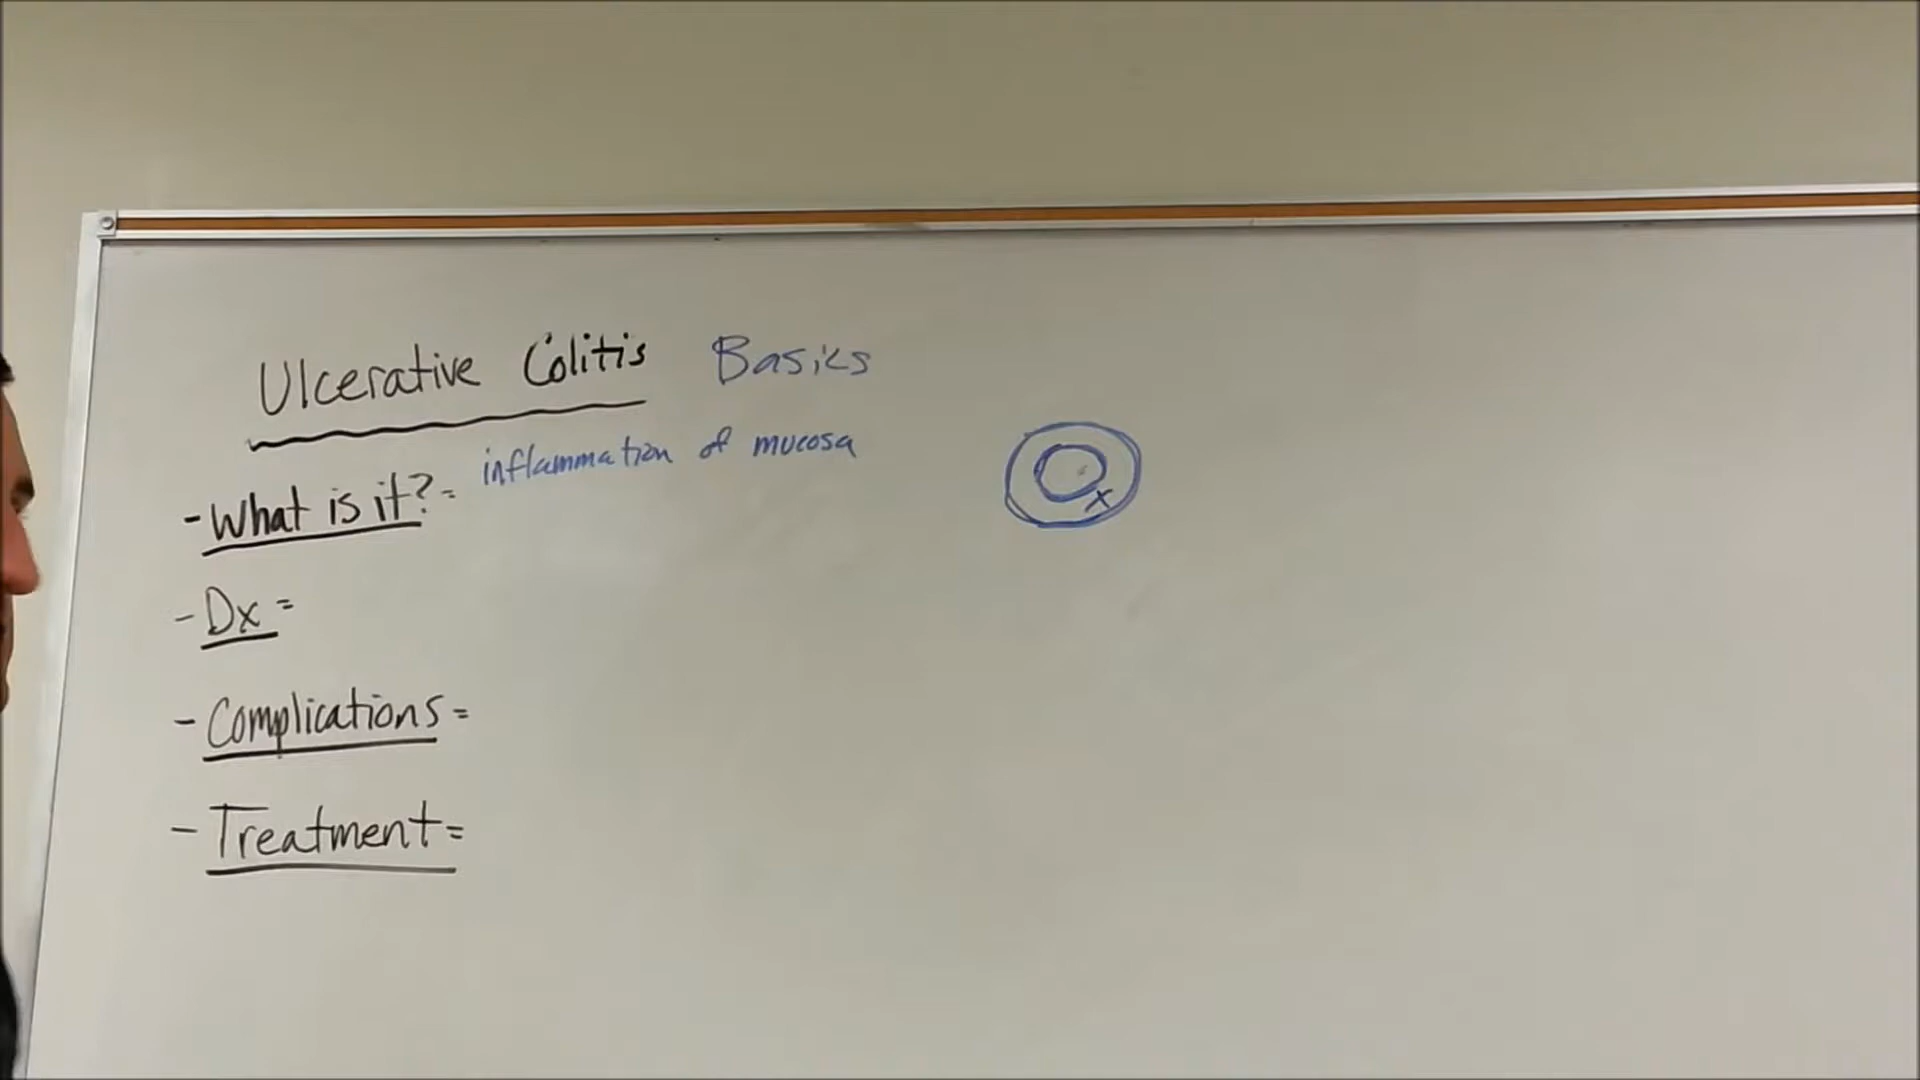 Ulcerative Colitis Basics
- What is it? = inflammation of mucosa
x
- Dx =
- Complications =
- Treatment =